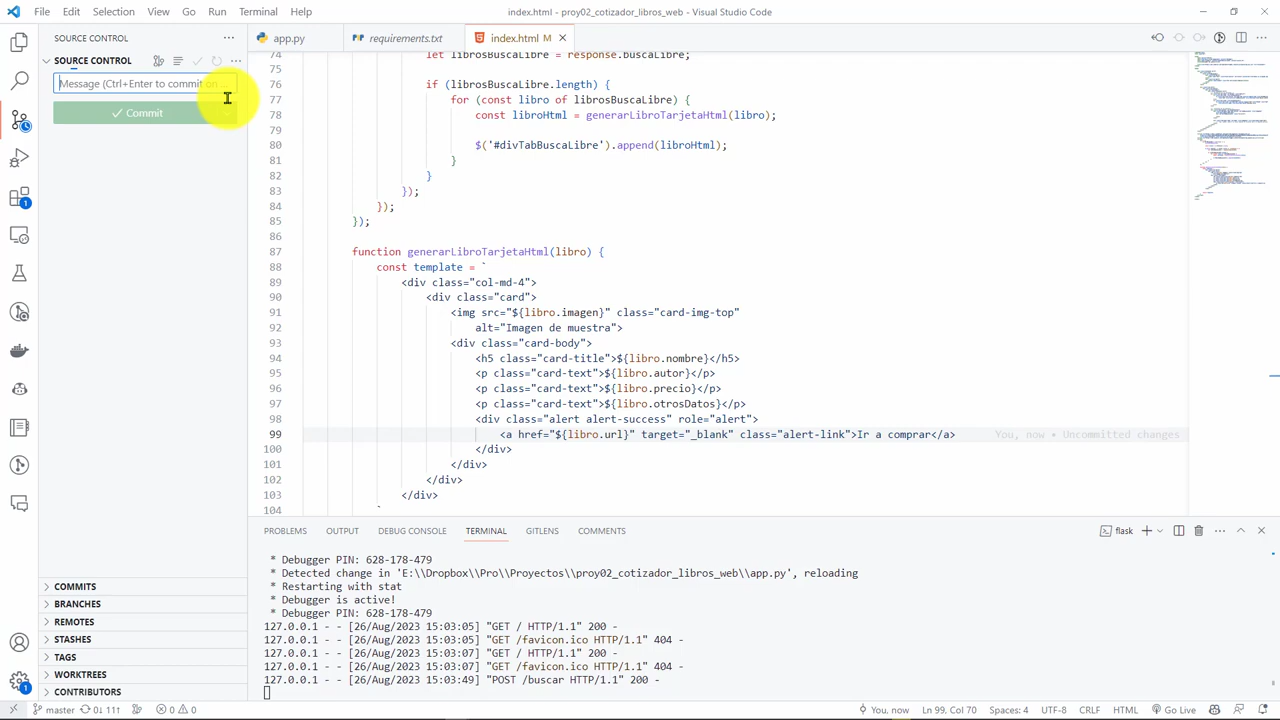 File Edit Selection View Go Run Terminal Help
index.html - proy02_cotizador_libros_web - Visual Studio Code
SOURCE CONTROL
app.py
requirements.txt
index.html M
SOURCE CONTROL
Message (Ctrl+Enter to commit on
Commit
76
77
78
79
80
81
82
83
84
85
86
87
88
89
90
91
92
93
94
95
96
97
98
99
100
101
102
103
104
for (const libro of librosBuscaLibre) {
const libroHtml = generarLibroTarjetaHtml(libro);
}
}
});
});
});
function generarLibroTarjetaHtml(libro) {
const template = `
<div class="col-md-4">
<div class="card">
<img src="${libro.imagen}" class="card-img-top"
alt="Imagen de muestra">
<div class="card-body">
<h5 class="card-title">${libro.nombre}</h5>
<p class="card-text">${libro.autor}</p>
<p class="card-text">${libro.precio}</p>
<p class="card-text">${libro.otrosDatos}</p>
<div class="alert alert-success" role="alert">
<a href="${libro.url}" target="_blank" class="alert-link">Ir a comprar</a> You, now • Uncommitted changes
</div>
</div>
</div>
</div>
`
PROBLEMS OUTPUT DEBUG CONSOLE TERMINAL GITLENS COMMENTS
flask
* Debugger PIN: 628-178-479
* Detected change in 'E:\\Dropbox\\Pro\\Proyectos\\proy02_cotizador_libros_web\\app.py', reloading
* Restarting with stat
* Debugger is active!
* Debugger PIN: 628-178-479
127.0.0.1 - - [26/Aug/2023 15:03:05] "GET / HTTP/1.1" 200 -
127.0.0.1 - - [26/Aug/2023 15:03:05] "GET /favicon.ico HTTP/1.1" 404 -
127.0.0.1 - - [26/Aug/2023 15:03:07] "GET / HTTP/1.1" 200 -
127.0.0.1 - - [26/Aug/2023 15:03:07] "GET /favicon.ico HTTP/1.1" 404 -
127.0.0.1 - - [26/Aug/2023 15:03:49] "POST /buscar HTTP/1.1" 200 -
COMMITS
BRANCHES
REMOTES
STASHES
TAGS
WORKTREES
CONTRIBUTORS
1
1
master 0↓ 11↑ 0 0
You, now Ln 99, Col 70 Spaces: 4 UTF-8 CRLF HTML Go Live